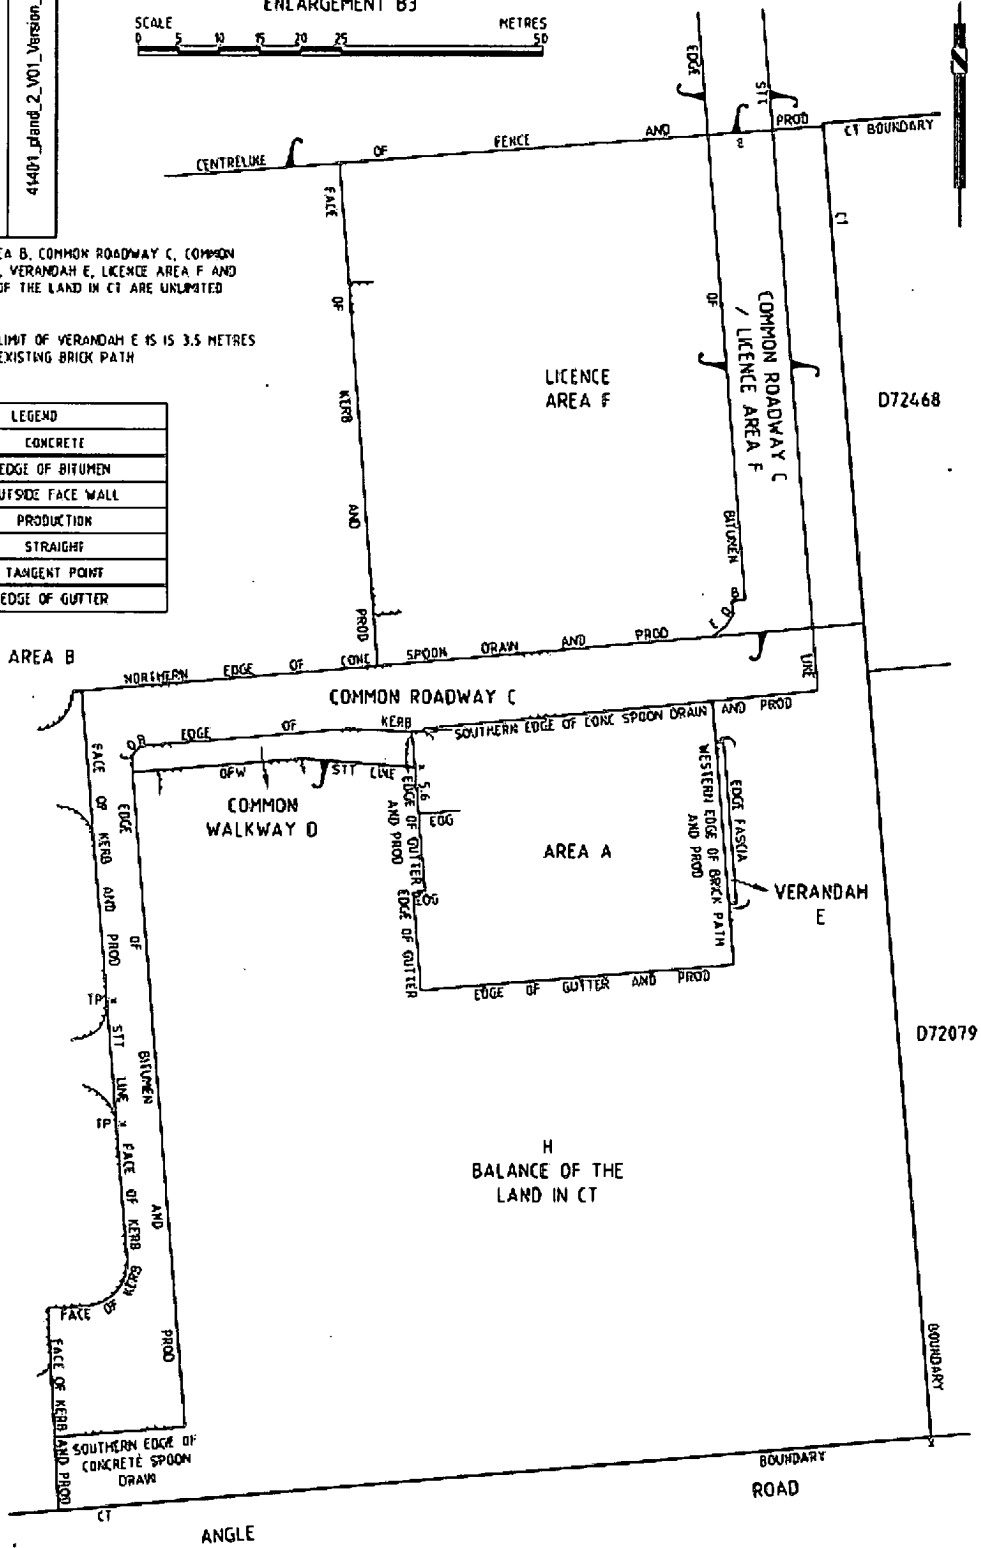 ENLARGEMENT B3
SCALE
METRES
0 5 10 15 20 25 50
41401_pland_2_V01_Version_
EDGE
STT
CENTRELINE OF FENCE AND PROD
CT BOUNDARY
8
FACE OF KERB AND PROD
CT
EA B, COMMON ROADWAY C, COMMON
, VERANDAH E, LICENCE AREA F AND
OF THE LAND IN CT ARE UNLIMITED
LIMIT OF VERANDAH E IS IS 3.5 METRES
EXISTING BRICK PATH
OF
COMMON ROADWAY C
/ LICENCE AREA F
LICENCE
AREA F
D72468
LEGEND
CONCRETE
EDGE OF BITUMEN
UTSIDE FACE WALL
PRODUCTION
STRAIGHT
TANGENT POINT
EDGE OF GUTTER
BITUMEN
AREA B
NORTHERN EDGE OF CONC SPOON DRAIN AND PROD
LINE
COMMON ROADWAY C
EDGE OF KERB
SOUTHERN EDGE OF CONC SPOON DRAIN AND PROD
OFW STT LINE
COMMON
WALKWAY D
5.6
EOG
EDGE OF GUTTER
AND PROD
EOG
EDGE OF GUTTER
AREA A
WESTERN EDGE OF BRICK PATH
AND PROD
EDGE FASCIA
VERANDAH
E
EDGE OF GUTTER AND PROD
FACE OF KERB AND PROD
EDGE OF BITUMEN AND PROD
TP
STT LINE
TP
D72079
FACE OF KERB
H
BALANCE OF THE
LAND IN CT
FACE OF KERB
FACE OF KERB AND PROD
BOUNDARY
SOUTHERN EDGE OF
CONCRETE SPOON
DRAIN
CT
BOUNDARY
ANGLE
ROAD